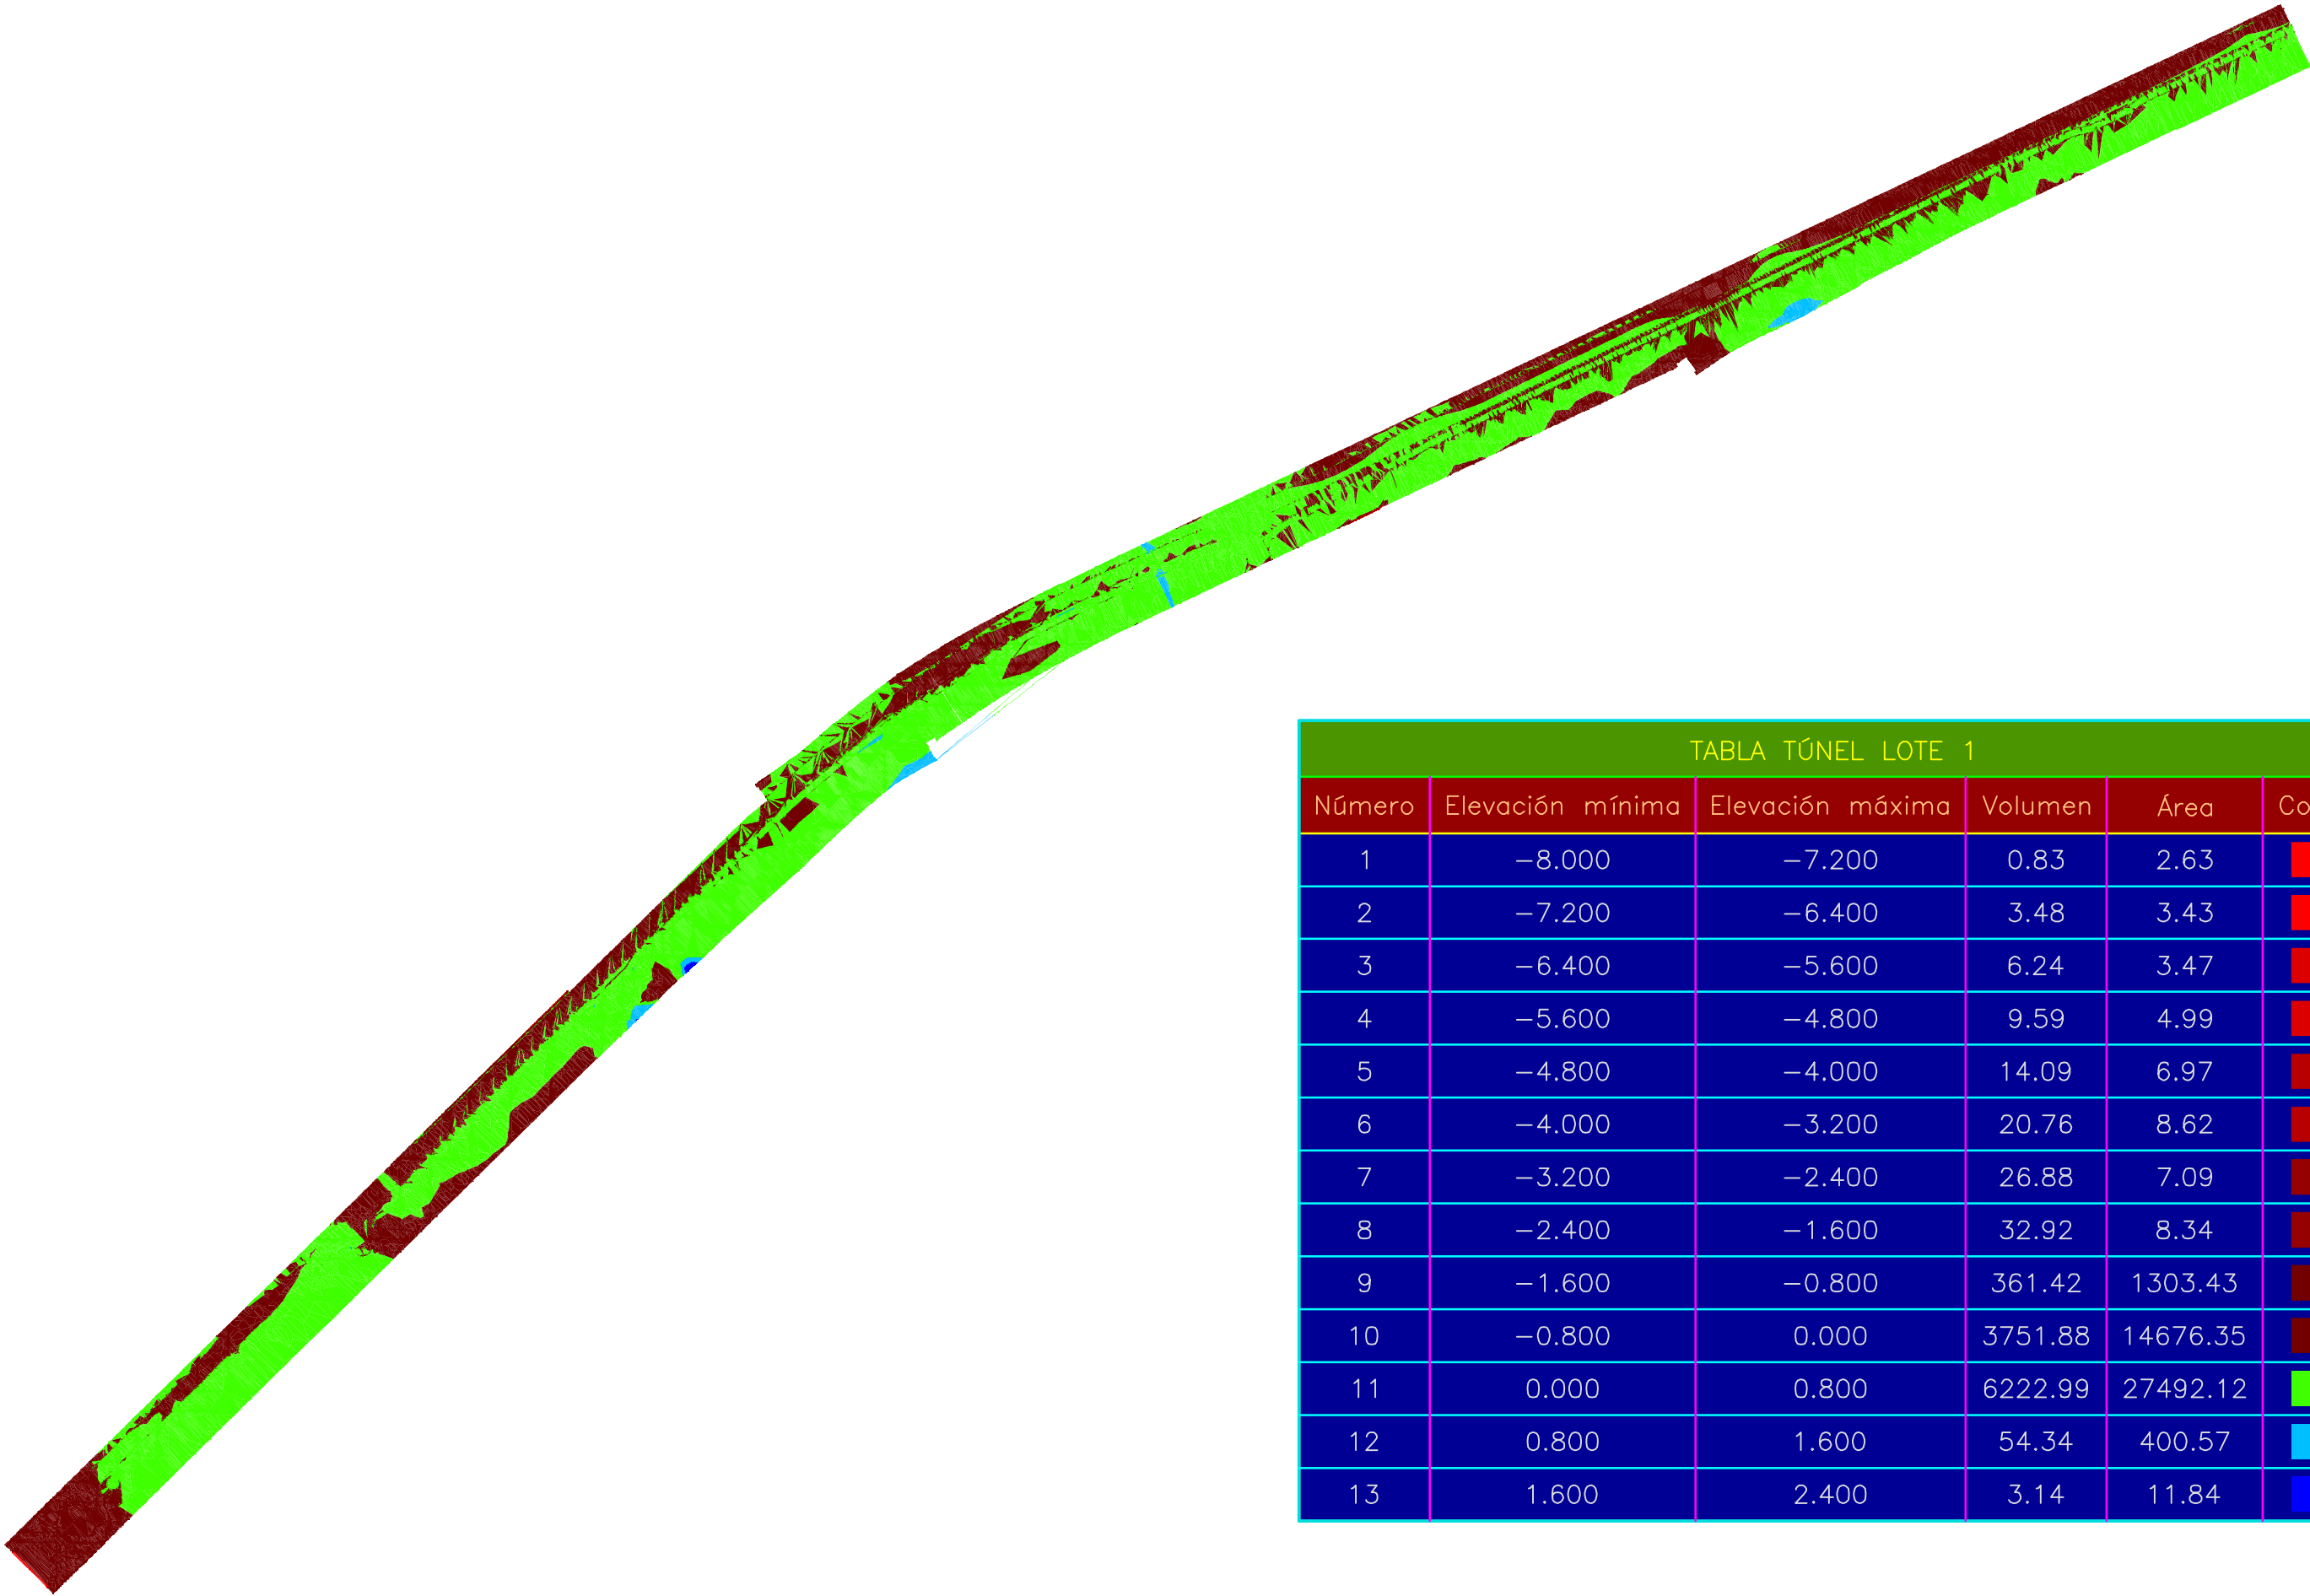 TABLA TÚNEL LOTE 1
Número Elevación mínima Elevación máxima Volumen Área Co
1 -8.000 -7.200 0.83 2.63
2 -7.200 -6.400 3.48 3.43
3 -6.400 -5.600 6.24 3.47
4 -5.600 -4.800 9.59 4.99
5 -4.800 -4.000 14.09 6.97
6 -4.000 -3.200 20.76 8.62
7 -3.200 -2.400 26.88 7.09
8 -2.400 -1.600 32.92 8.34
9 -1.600 -0.800 361.42 1303.43
10 -0.800 0.000 3751.88 14676.35
11 0.000 0.800 6222.99 27492.12
12 0.800 1.600 54.34 400.57
13 1.600 2.400 3.14 11.84